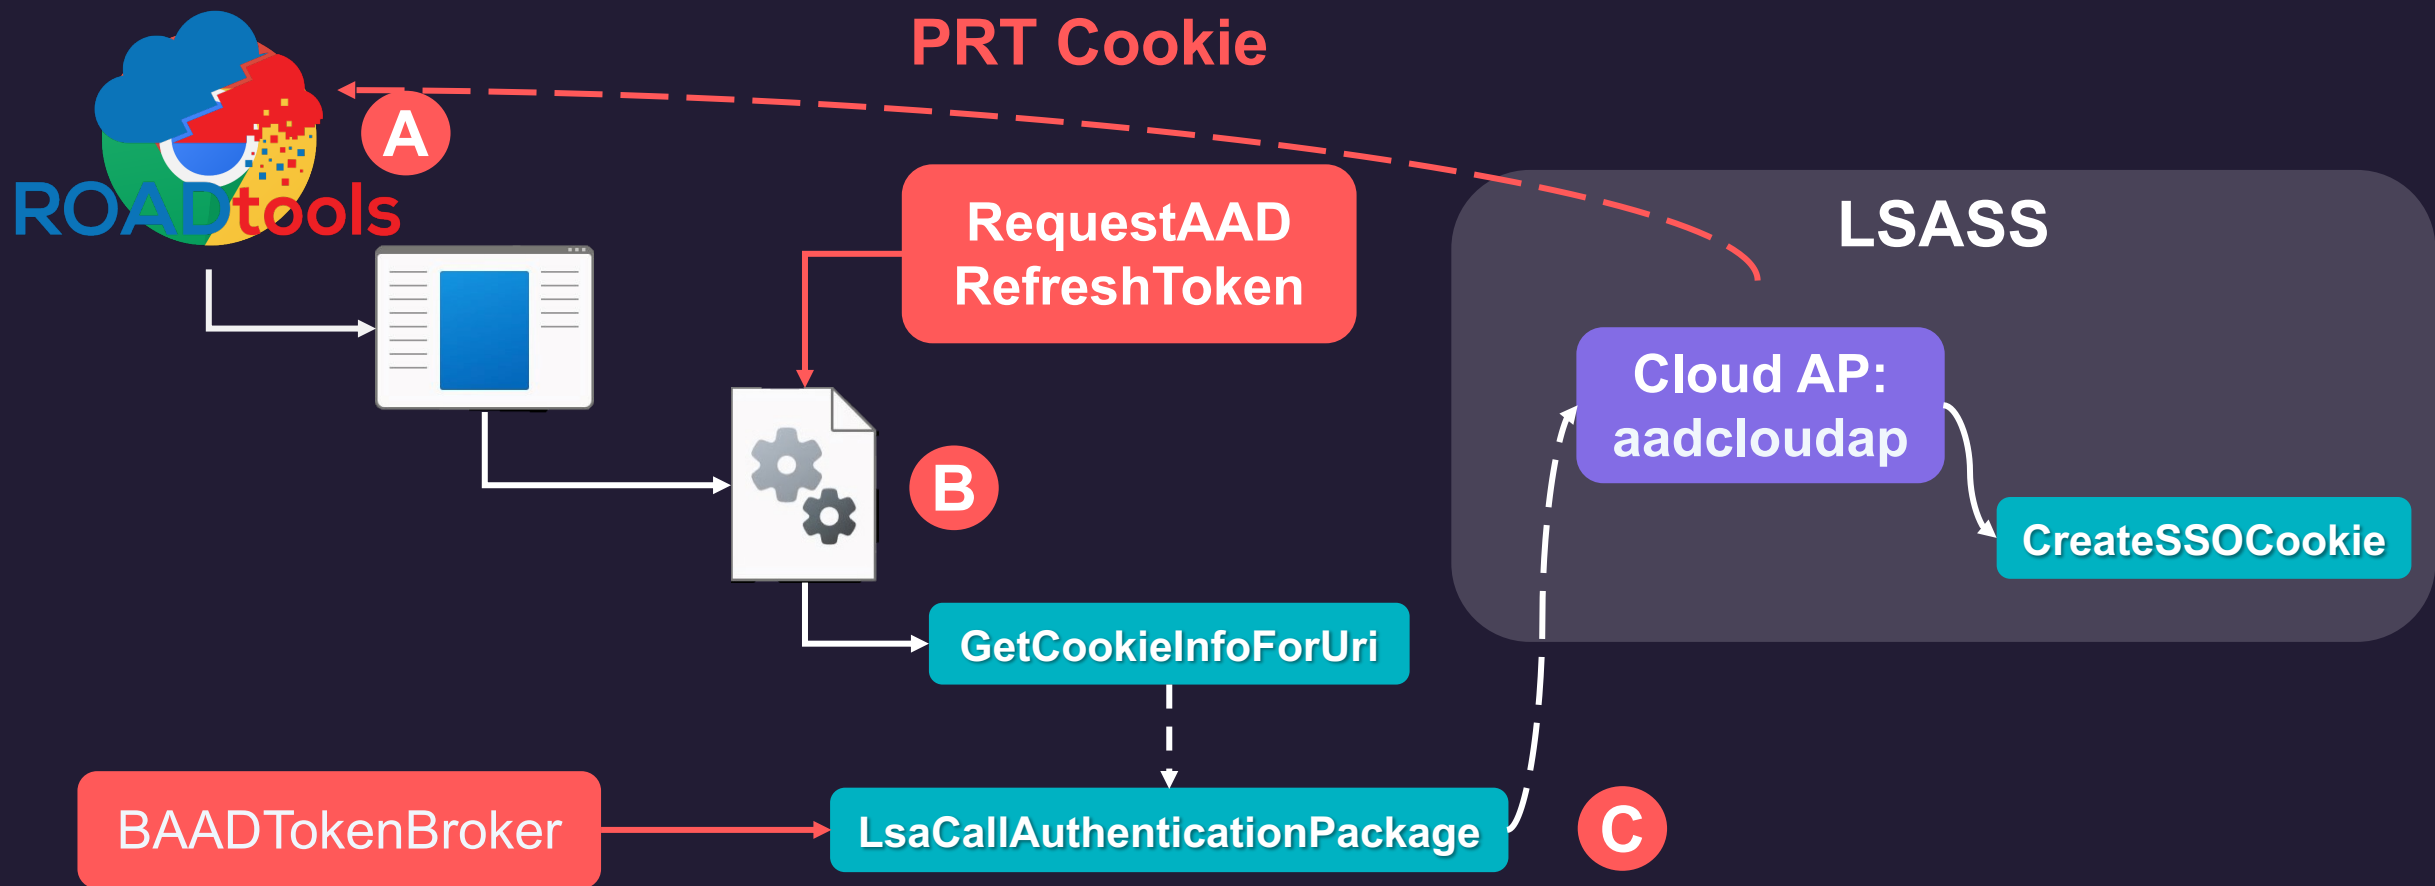 PRT Cookie
A
ROADtools
RequestAAD
RefreshToken
LSASS
Cloud AP:
aadcloudap
B
CreateSSOCookie
GetCookieInfoForUri
BAADTokenBroker
LsaCallAuthenticationPackage
C